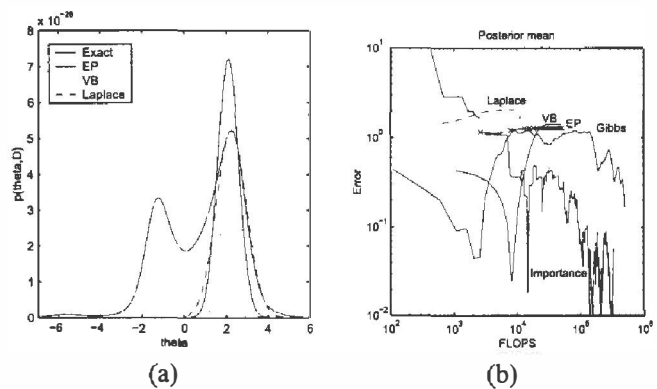 x 10⁻²⁸
8
7
6
5
4
3
2
1
0
p(theta,D)
Exact
EP
VB
Laplace
-6 -4 -2 0 2 4 6
theta
(a)
Posterior mean
10¹
10⁰
10⁻¹
10⁻²
Error
Laplace
VB
EP
Gibbs
Importance
10² 10³ 10⁴ 10⁵ 10⁶
FLOPS
(b)